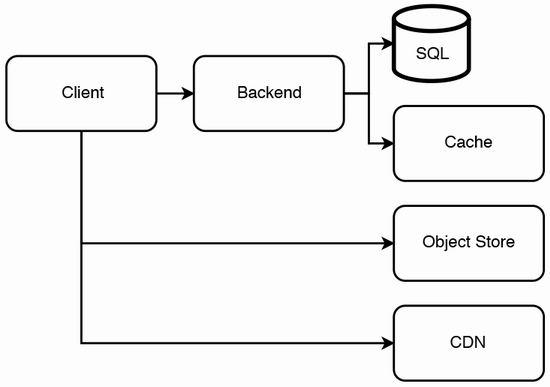 SQL
Client
Backend
Cache
Object Store
CDN